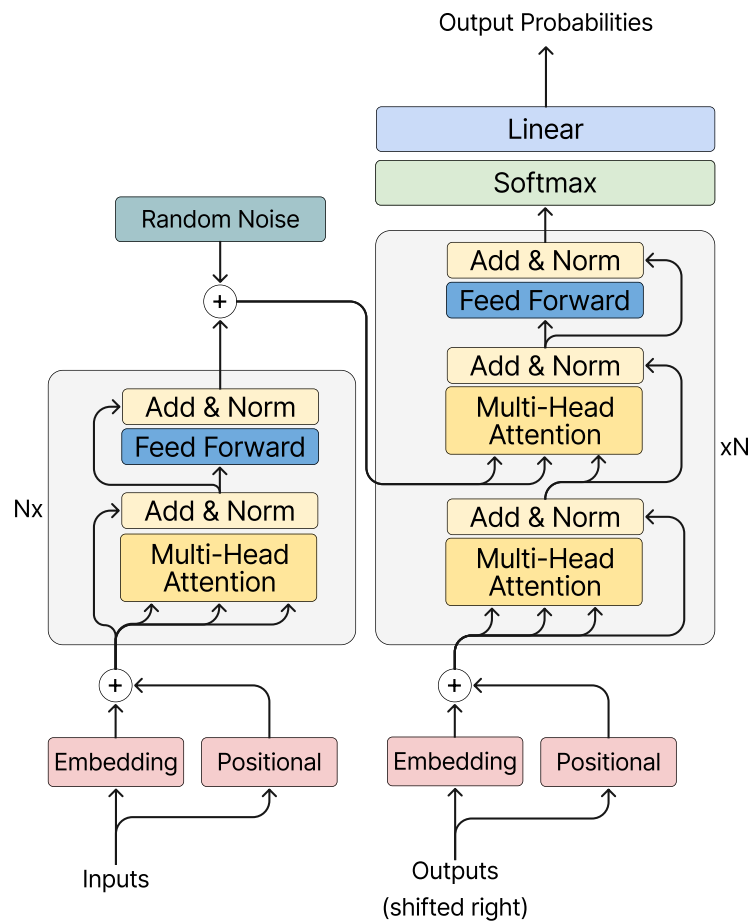 Output Probabilities
Linear
Softmax
Random Noise
Add & Norm
Feed Forward
Add & Norm
Multi-Head
Attention
xN
Add & Norm
Multi-Head
Attention
+
Add & Norm
Feed Forward
Nx
Add & Norm
Multi-Head
Attention
+
Embedding
Positional
Inputs
+
Embedding
Positional
Outputs
(shifted right)